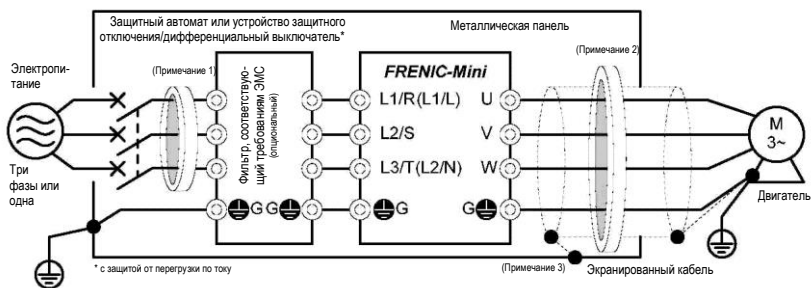 Защитный автомат или устройство защитного
отключения/дифференциальный выключатель*
Металлическая панель
Электропи-
тание
(Примечание 1)
Фильтр, соответствую-
щий требованиям ЭМС
(опциональный)
FRENIC-Mini
(Примечание 2)
L1/R(L1/L) U
L2/S V
L3/T(L2/N) W
G G G G
M
3~
Три
фазы или
одна
Двигатель
* с защитой от перегрузки по току
(Примечание 3)
Экранированный кабель